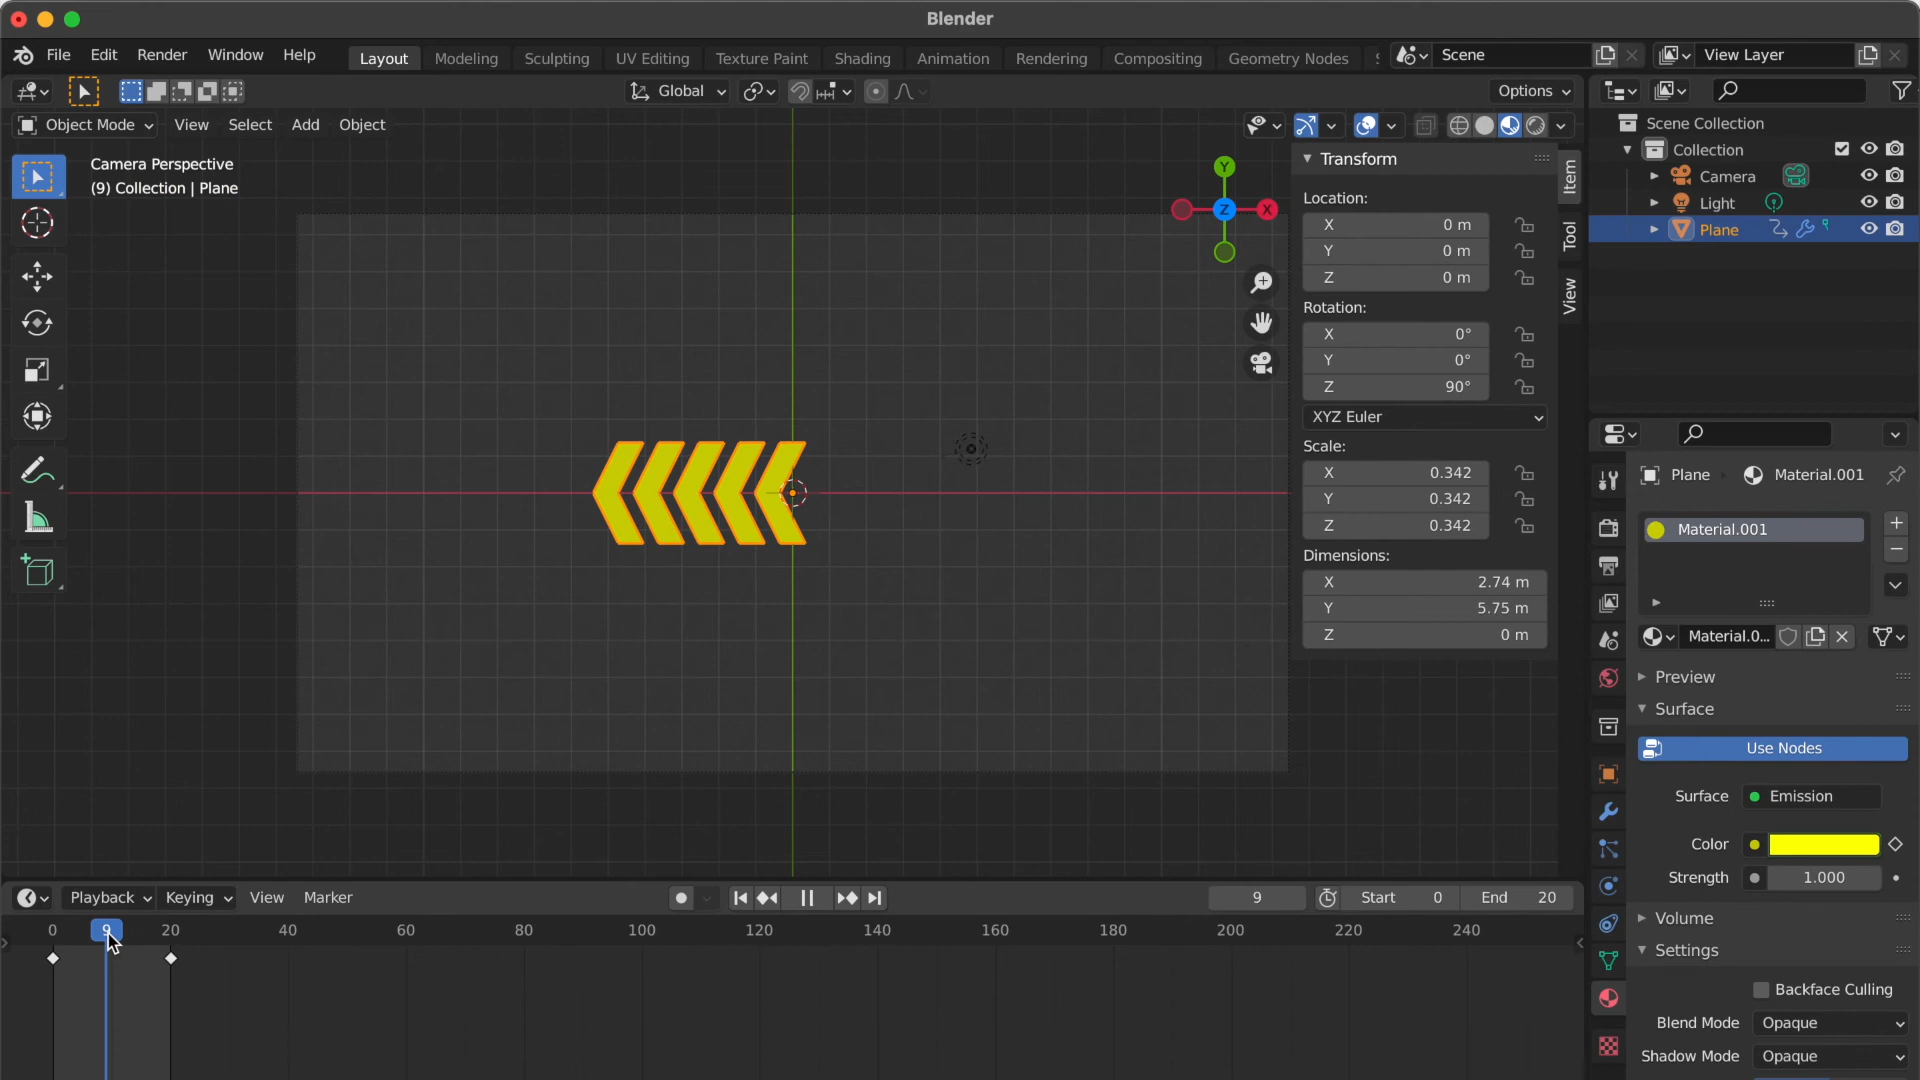 Blender
File Edit Render Window Help Layout Modeling Sculpting UV Editing Texture Paint Shading Animation Rendering Compositing Geometry Nodes Scene View Layer
Global Options
Object Mode View Select Add Object
Camera Perspective
(9) Collection | Plane
Y
X
Z
Transform
Location:
X 0 m
Y 0 m
Z 0 m
Rotation:
X 0°
Y 0°
Z 90°
XYZ Euler
Scale:
X 0.342
Y 0.342
Z 0.342
Dimensions:
X 2.74 m
Y 5.75 m
Z 0 m
Item
Tool
View
Scene Collection
Collection
Camera
Light
Plane
Plane Material.001
Material.001
Material.0...
Preview
Surface
Use Nodes
Surface Emission
Color
Strength 1.000
Volume
Settings
Backface Culling
Blend Mode Opaque
Shadow Mode Opaque
Playback Keying View Marker 9 Start 0 End 20
0 9 20 40 60 80 100 120 140 160 180 200 220 240